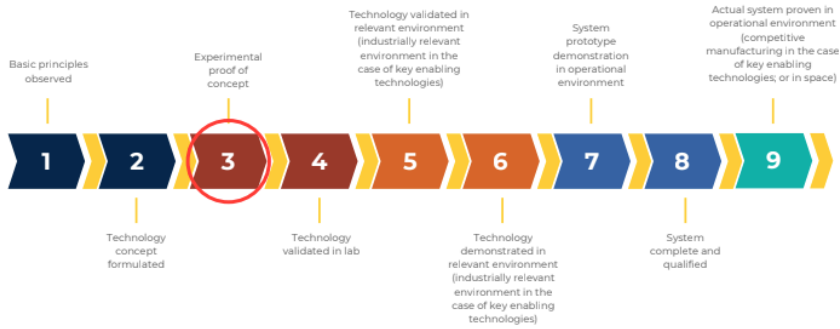 Basic principles
observed
Experimental
proof of
concept
Technology validated in
relevant environment
(industrially relevant
environment in the
case of key enabling
technologies)
System
prototype
demonstration
in operational
environment
Actual system proven in
operational environment
(competitive
manufacturing in the case
of key enabling
technologies; or in space)
1
2
3
4
5
6
7
8
9
Technology
concept
formulated
Technology
validated in lab
Technology
demonstrated in
relevant environment
(industrially relevant
environment in the
case of key enabling
technologies)
System
complete and
qualified